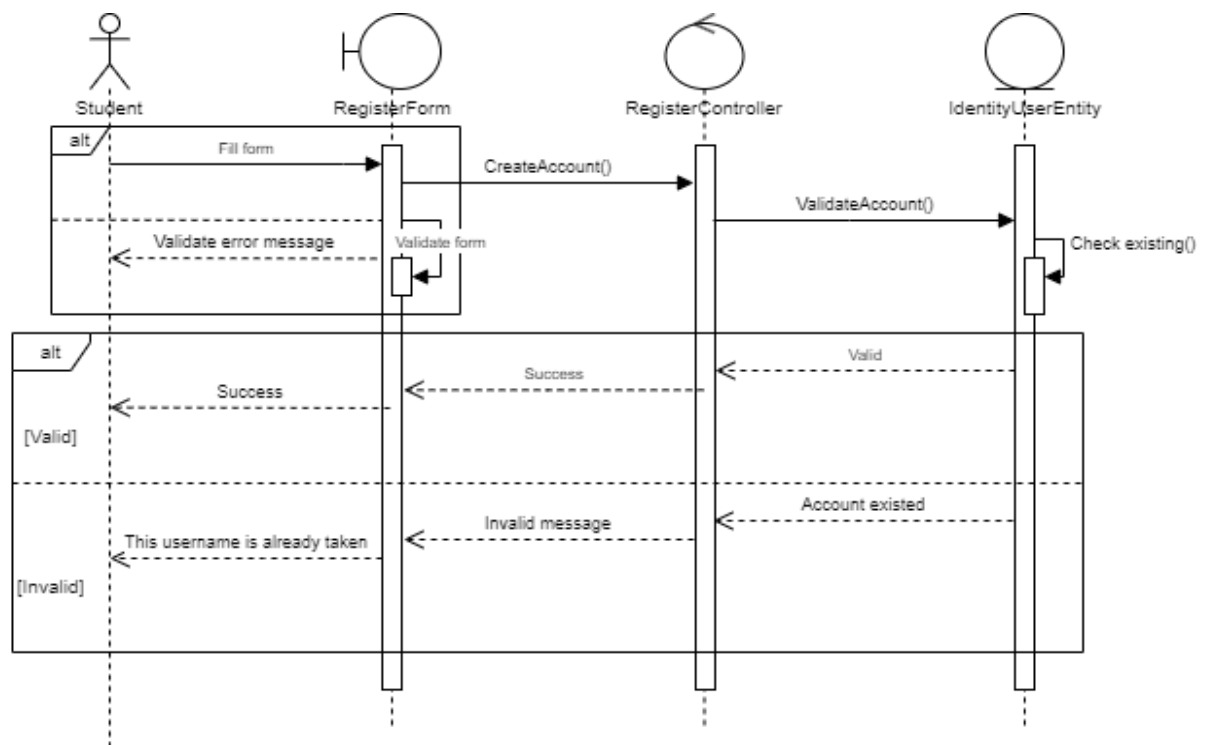 Student
RegisterForm
RegisterController
IdentityUserEntity
alt
Fill form
CreateAccount()
ValidateAccount()
Validate error message
Validate form
Check existing()
alt
Valid
Success
Success
[Valid]
Account existed
Invalid message
This username is already taken
[Invalid]